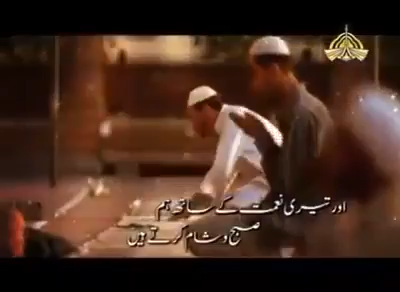 اور تیری نعمت کے ساتھ ہم
صبح و شام کرتے ہیں